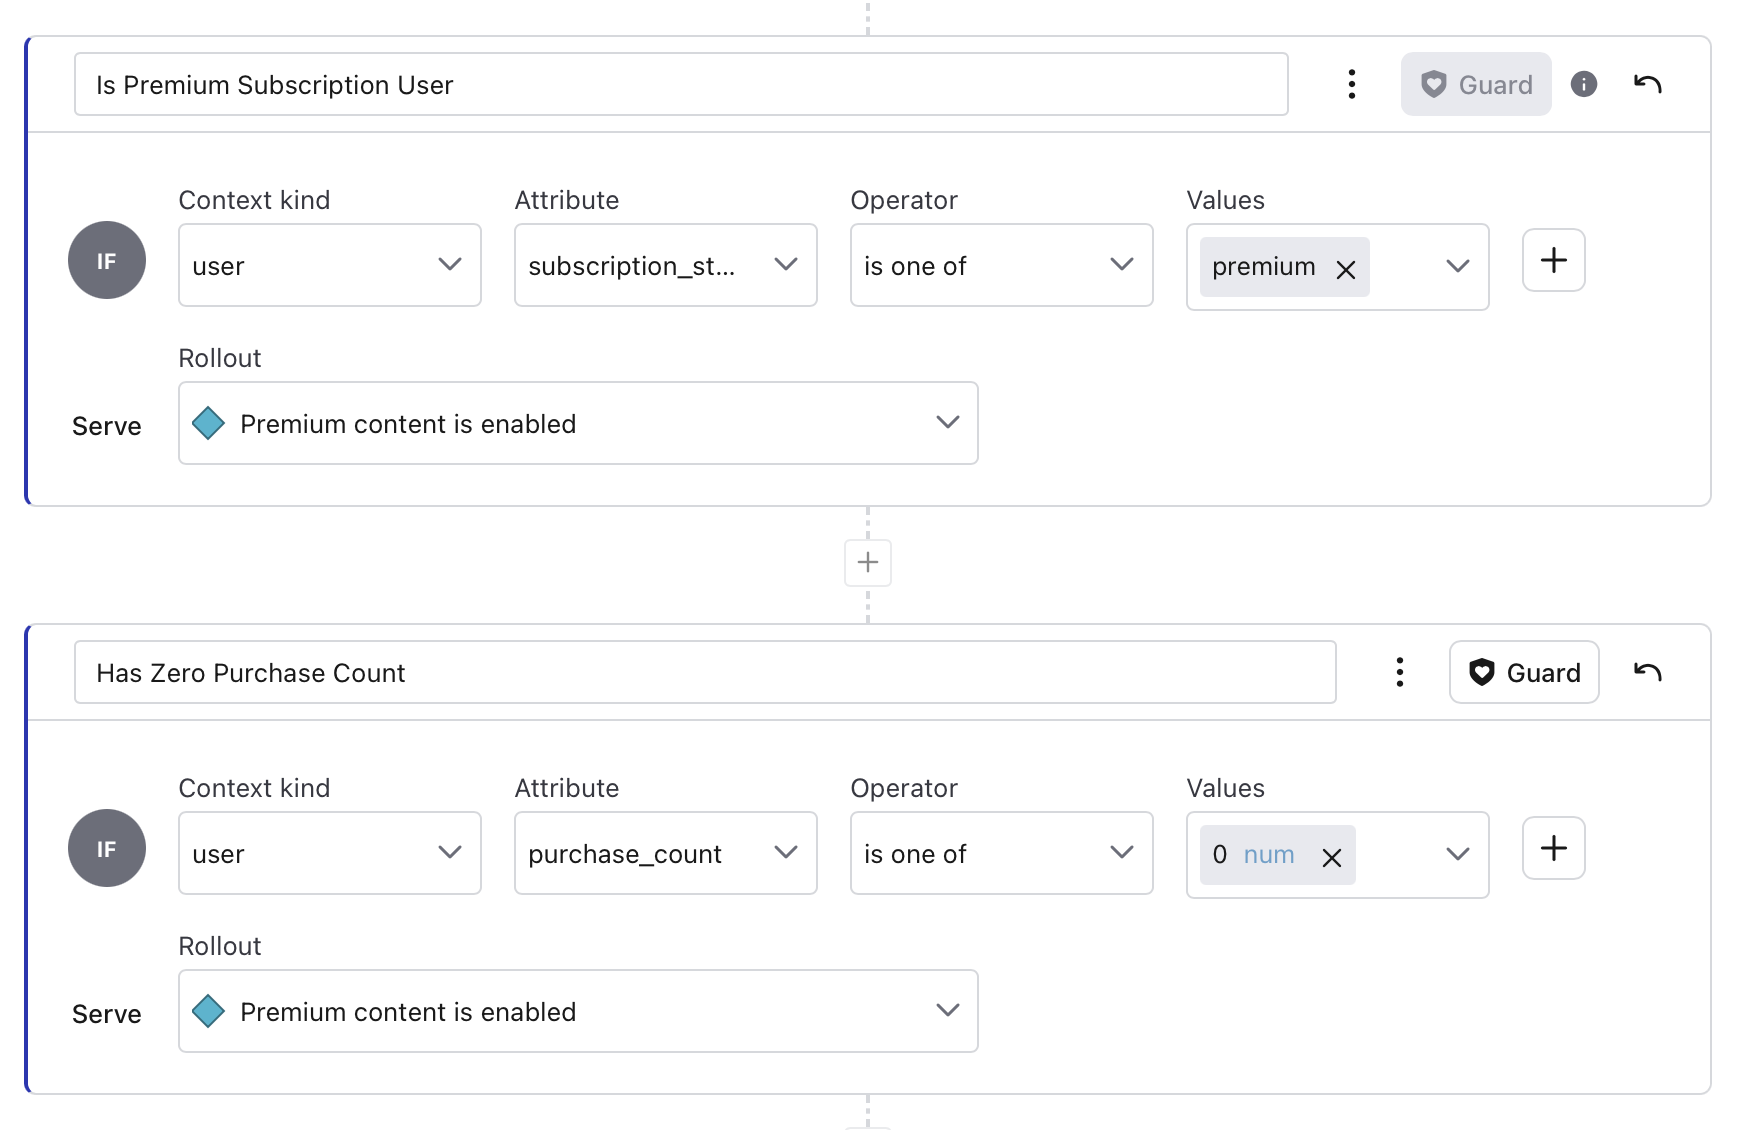 Is Premium Subscription User
Guard
Context kind
Attribute
Operator
Values
IF
user
subscription_st...
is one of
premium
Rollout
Serve
Premium content is enabled
Has Zero Purchase Count
Guard
Context kind
Attribute
Operator
Values
IF
user
purchase_count
is one of
0 num
Rollout
Serve
Premium content is enabled